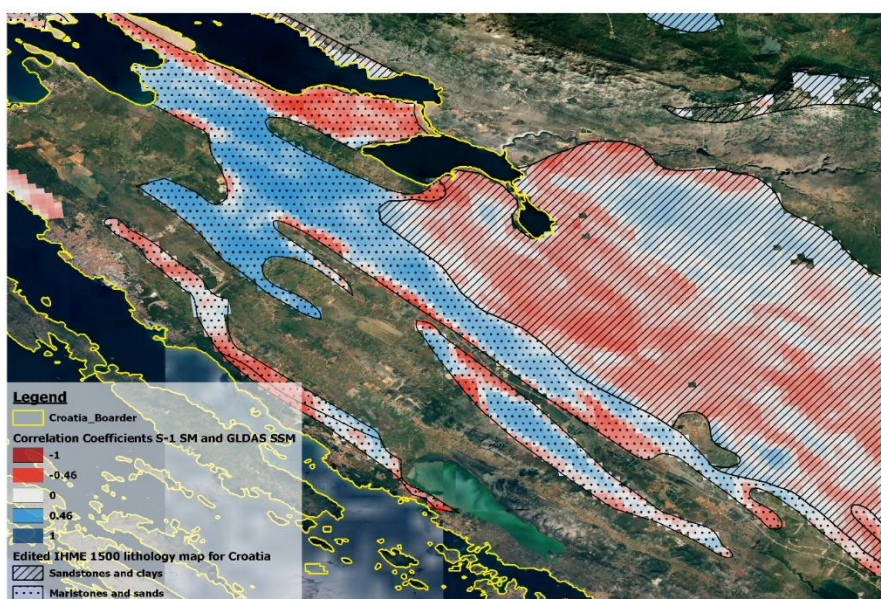 Legend
Croatia_Boarder
Correlation Coefficients S-1 SM and GLDAS SSM
-1
-0.46
0
0.46
1
Edited IHME 1500 lithology map for Croatia
Sandstones and clays
Marlstones and sands